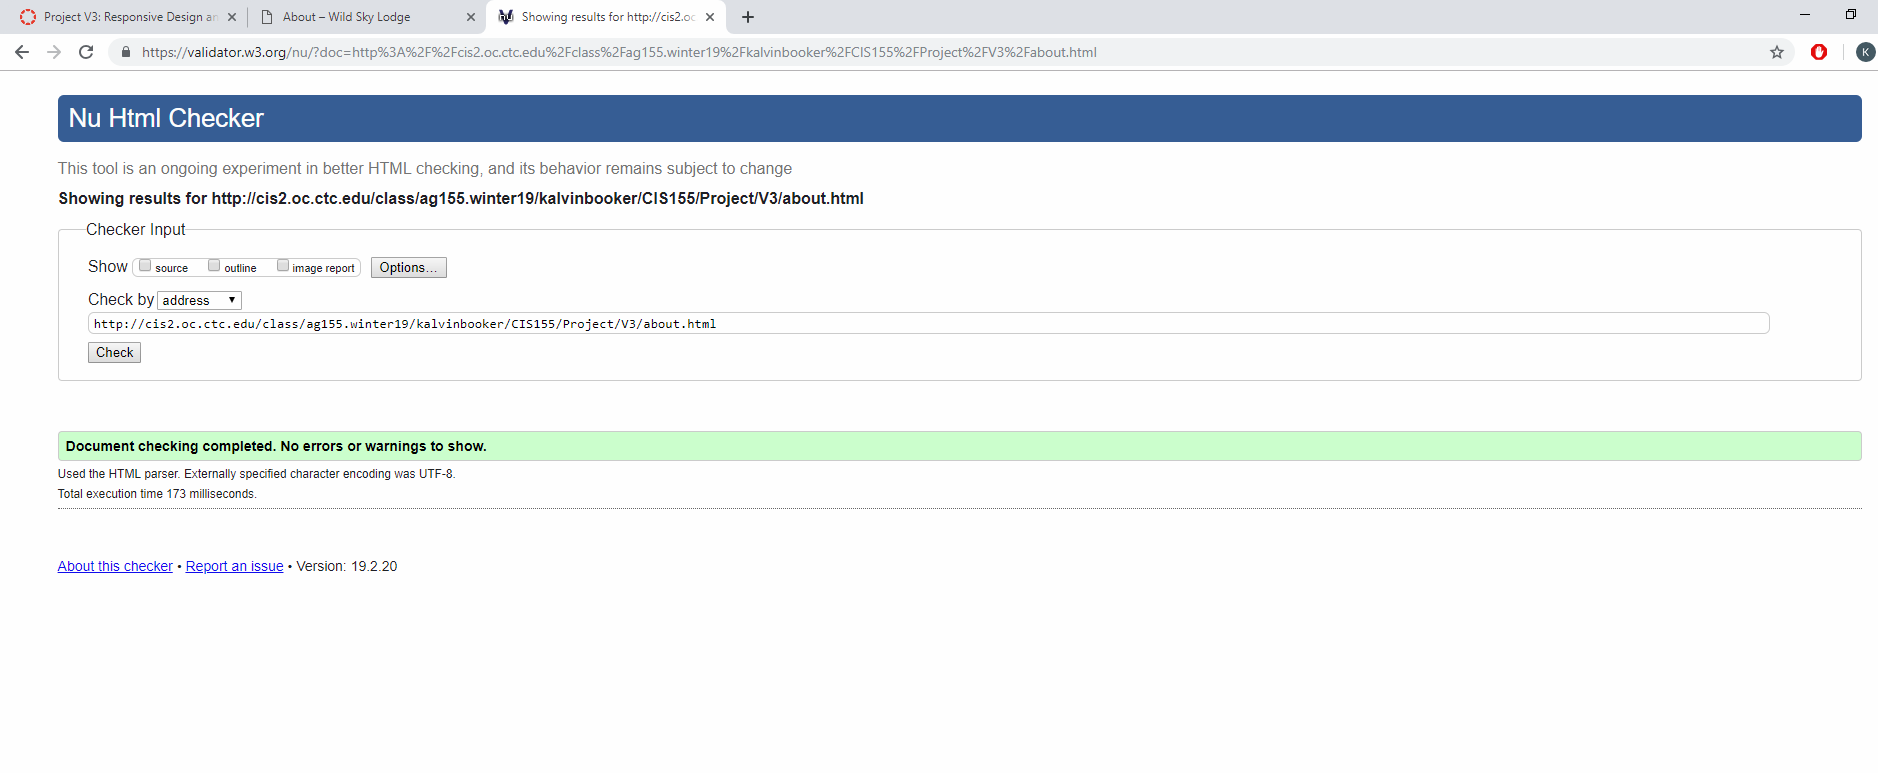 Project V3: Responsive Design an
About – Wild Sky Lodge
Showing results for http://cis2.oc
https://validator.w3.org/nu/?doc=http%3A%2F%2Fcis2.oc.ctc.edu%2Fclass%2Fag155.winter19%2Fkalvinbooker%2FCIS155%2FProject%2FV3%2Fabout.html
K
Nu Html Checker
This tool is an ongoing experiment in better HTML checking, and its behavior remains subject to change
Showing results for http://cis2.oc.ctc.edu/class/ag155.winter19/kalvinbooker/CIS155/Project/V3/about.html
Checker Input
Show source outline image report Options...
Check by address
http://cis2.oc.ctc.edu/class/ag155.winter19/kalvinbooker/CIS155/Project/V3/about.html
Check
Document checking completed. No errors or warnings to show.
Used the HTML parser. Externally specified character encoding was UTF-8.
Total execution time 173 milliseconds.
About this checker • Report an issue • Version: 19.2.20